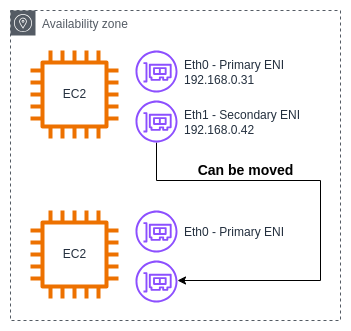 Availability zone
EC2
Eth0 - Primary ENI
192.168.0.31
Eth1 - Secondary ENI
192.168.0.42
Can be moved
EC2
Eth0 - Primary ENI